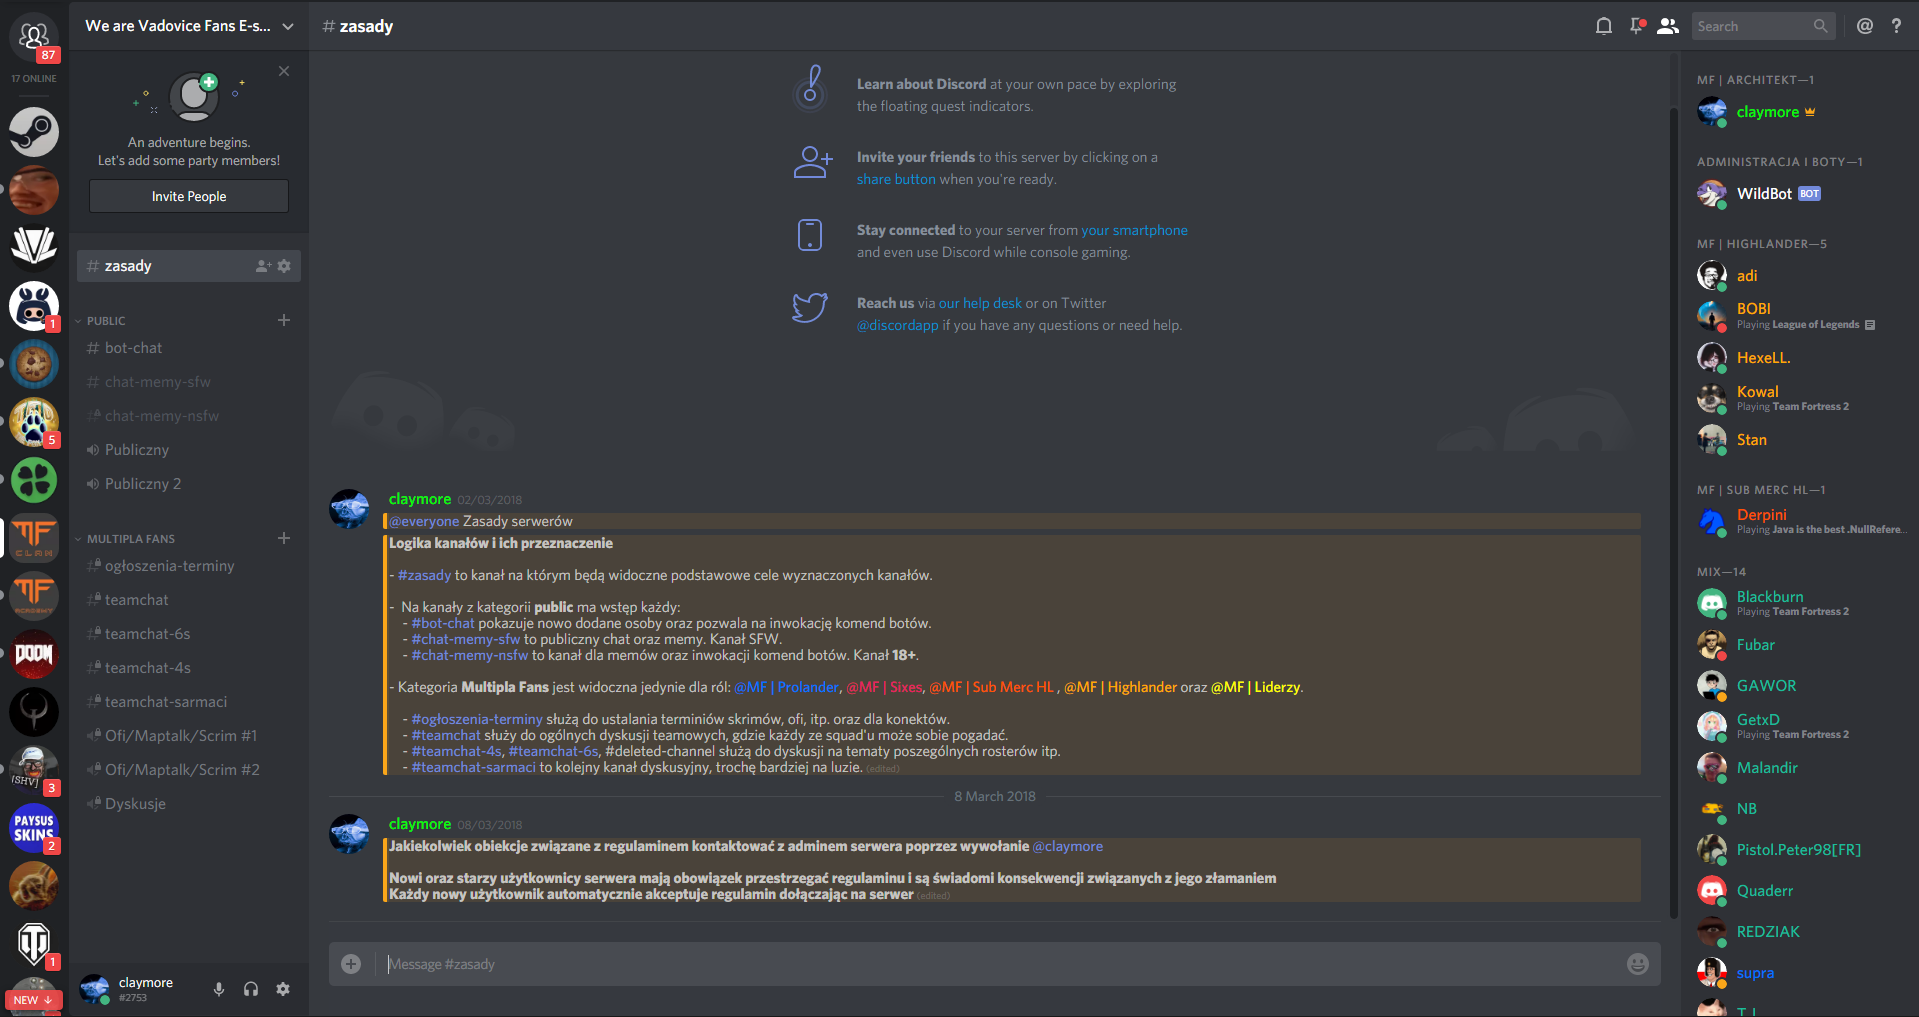 87
17 ONLINE
1
5
MF
CLAN
MF
ACADEMY
DOOM
[SHV]
3
PAYSUS
SKINS
2
1
NEW ↓
We are Vadovice Fans E-s...
An adventure begins.
Let's add some party members!
Invite People
# zasady
PUBLIC
# bot-chat
# chat-memy-sfw
# chat-memy-nsfw
Publiczny
Publiczny 2
MULTIPLA FANS
# ogłoszenia-terminy
# teamchat
# teamchat-6s
# teamchat-4s
# teamchat-sarmaci
Ofi/Maptalk/Scrim #1
Ofi/Maptalk/Scrim #2
Dyskusje
claymore
#2753
# zasady
Search
@ ?
Learn about Discord at your own pace by exploring
the floating quest indicators.
Invite your friends to this server by clicking on a
share button when you're ready.
Stay connected to your server from your smartphone
and even use Discord while console gaming.
Reach us via our help desk or on Twitter
@discordapp if you have any questions or need help.
claymore 02/03/2018
@everyone Zasady serwerów
Logika kanałów i ich przeznaczenie
- #zasady to kanał na którym będą widoczne podstawowe cele wyznaczonych kanałów.
- Na kanały z kategorii public ma wstęp każdy:
- #bot-chat pokazuje nowo dodane osoby oraz pozwala na inwokację komend botów.
- #chat-memy-sfw to publiczny chat oraz memy. Kanał SFW.
- #chat-memy-nsfw to kanał dla memów oraz inwokacji komend botów. Kanał 18+.
- Kategoria Multipla Fans jest widoczna jedynie dla ról: @MF | Prolander, @MF | Sixes, @MF | Sub Merc HL , @MF | Highlander oraz @MF | Liderzy.
- #ogłoszenia-terminy służą do ustalania terminiów skrimów, ofi, itp. oraz dla konektów.
- #teamchat służy do ogólnych dyskusji teamowych, gdzie każdy ze squad'u może sobie pogadać.
- #teamchat-4s, #teamchat-6s, #deleted-channel służą do dyskusji na tematy poszególnych rosterów itp.
- #teamchat-sarmaci to kolejny kanał dyskusyjny, trochę bardziej na luzie. (edited)
8 March 2018
claymore 08/03/2018
Jakiekolwiek obiekcje związane z regulaminem kontaktować z adminem serwera poprzez wywołanie @claymore
Nowi oraz starzy użytkownicy serwera mają obowiązek przestrzegać regulaminu i są świadomi konsekwencji związanych z jego złamaniem
Każdy nowy użytkownik automatycznie akceptuje regulamin dołączając na serwer (edited)
Message #zasady
MF | ARCHITEKT—1
claymore
ADMINISTRACJA I BOTY—1
WildBot BOT
MF | HIGHLANDER—5
adi
BOBI
Playing League of Legends
HexeLL.
Kowal
Playing Team Fortress 2
Stan
MF | SUB MERC HL—1
Derpini
Playing Java is the best .NullRefere...
MIX—14
Blackburn
Playing Team Fortress 2
Fubar
GAWOR
GetxD
Playing Team Fortress 2
Malandir
NB
Pistol.Peter98[FR]
Quaderr
REDZIAK
supra